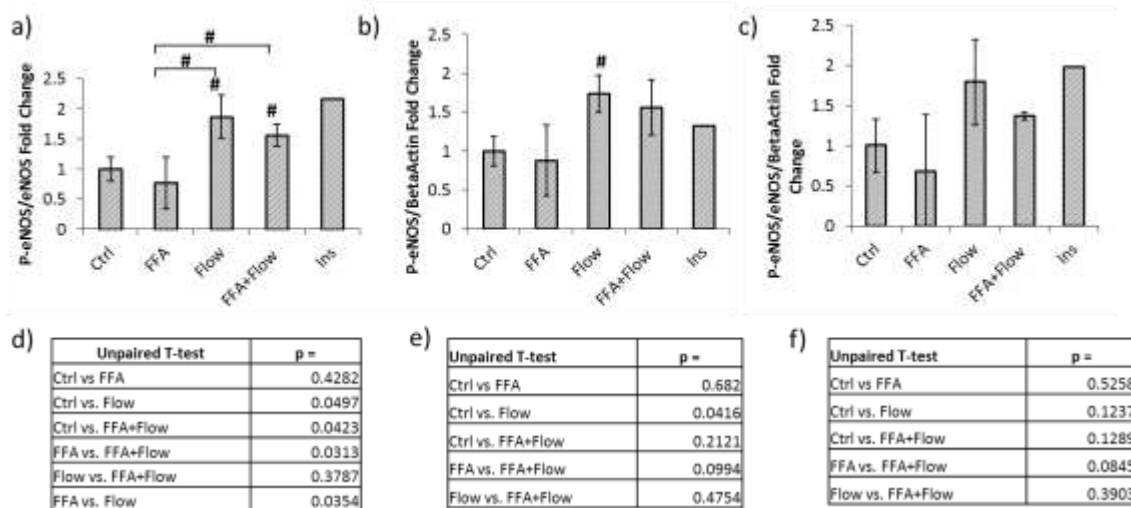 a)
P-eNOS/eNOS Fold Change
2.5
2
1.5
1
0.5
0
#
#
#
#
Ctrl
FFA
Flow
FFA+Flow
Ins
b)
P-eNOS/BetaActin Fold Change
2.5
2
1.5
1
0.5
0
#
Ctrl
FFA
Flow
FFA+Flow
Ins
c)
P-eNOS/eNOS/BetaActin Fold
Change
2.5
2
1.5
1
0.5
0
Ctrl
FFA
Flow
FFA+Flow
Ins
d)
Unpaired T-test p =
Ctrl vs FFA 0.4282
Ctrl vs. Flow 0.0497
Ctrl vs. FFA+Flow 0.0423
FFA vs. FFA+Flow 0.0313
Flow vs. FFA+Flow 0.3787
FFA vs. Flow 0.0354
e)
Unpaired T-test p =
Ctrl vs FFA 0.682
Ctrl vs. Flow 0.0416
Ctrl vs. FFA+Flow 0.2121
FFA vs. FFA+Flow 0.0994
Flow vs. FFA+Flow 0.4754
f)
Unpaired T-test p =
Ctrl vs FFA 0.5258
Ctrl vs. Flow 0.1237
Ctrl vs. FFA+Flow 0.1289
FFA vs. FFA+Flow 0.0845
Flow vs. FFA+Flow 0.3903